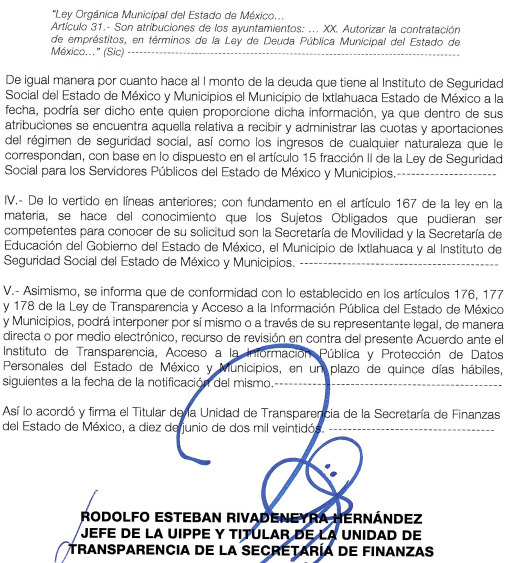 "Ley Orgánica Municipal del Estado de México…
Artículo 31.- Son atribuciones de los ayuntamientos: … XX. Autorizar la contratación
de empréstitos, en términos de la Ley de Deuda Pública Municipal del Estado de
México…" (Sic) ------------------------------------------------------------
De igual manera por cuanto hace al l monto de la deuda que tiene al Instituto de Seguridad
Social del Estado de México y Municipios el Municipio de Ixtlahuaca Estado de México a la
fecha, podría ser dicho ente quien proporcione dicha información, ya que dentro de sus
atribuciones se encuentra aquella relativa a recibir y administrar las cuotas y aportaciones
del régimen de seguridad social, así como los ingresos de cualquier naturaleza que le
correspondan, con base en lo dispuesto en el artículo 15 fracción II de la Ley de Seguridad
Social para los Servidores Públicos del Estado de México y Municipios.--------------------
IV.- De lo vertido en líneas anteriores; con fundamento en el artículo 167 de la ley en la
materia, se hace del conocimiento que los Sujetos Obligados que pudieran ser
competentes para conocer de su solicitud son la Secretaría de Movilidad y la Secretaría de
Educación del Gobierno del Estado de México, el Municipio de Ixtlahuaca y al Instituto de
Seguridad Social del Estado de México y Municipios. ----------------------------------------
V.- Asimismo, se informa que de conformidad con lo establecido en los artículos 176, 177
y 178 de la Ley de Transparencia y Acceso a la Información Pública del Estado de México
y Municipios, podrá interponer por sí mismo o a través de su representante legal, de manera
directa o por medio electrónico, recurso de revisión en contra del presente Acuerdo ante el
Instituto de Transparencia, Acceso a la Información Pública y Protección de Datos
Personales del Estado de México y Municipios, en un plazo de quince días hábiles,
siguientes a la fecha de la notificación del mismo.---------------------------------------------
Así lo acordó y firma el Titular de la Unidad de Transparencia de la Secretaría de Finanzas
del Estado de México, a diez de junio de dos mil veintidós. ---------------------------------
RODOLFO ESTEBAN RIVADENEYRA HERNÁNDEZ
JEFE DE LA UIPPE Y TITULAR DE LA UNIDAD DE
TRANSPARENCIA DE LA SECRETARÍA DE FINANZAS